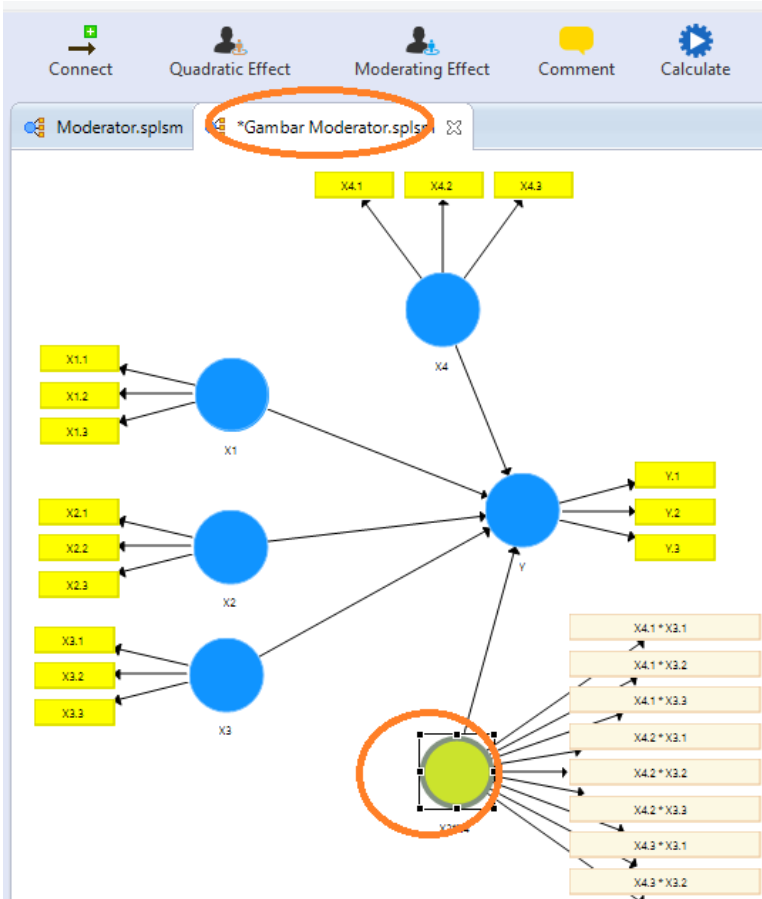 Connect
Quadratic Effect
Moderating Effect
Comment
Calculate
Moderator.splsm
*Gambar Moderator.splsm
X4.1
X4.2
X4.3
X4
X1.1
X1.2
X1.3
X1
X2.1
X2.2
X2.3
X2
X3.1
X3.2
X3.3
X3
Y.1
Y.2
Y.3
Y
X4.1 * X3.1
X4.1 * X3.2
X4.1 * X3.3
X4.2 * X3.1
X4.2 * X3.2
X4.2 * X3.3
X4.3 * X3.1
X4.3 * X3.2